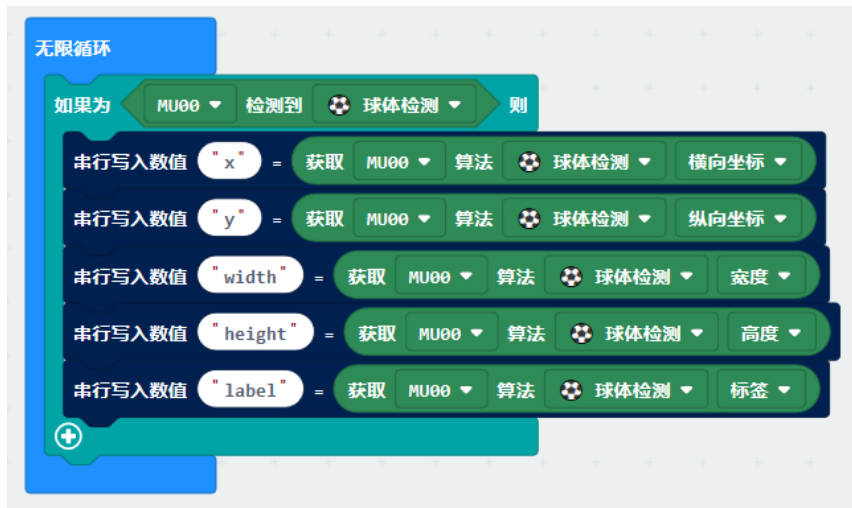 无限循环
如果为 MU00 检测到 球体检测 则
串行写入数值 "x" = 获取 MU00 算法 球体检测 横向坐标
串行写入数值 "y" = 获取 MU00 算法 球体检测 纵向坐标
串行写入数值 "width" = 获取 MU00 算法 球体检测 宽度
串行写入数值 "height" = 获取 MU00 算法 球体检测 高度
串行写入数值 "label" = 获取 MU00 算法 球体检测 标签